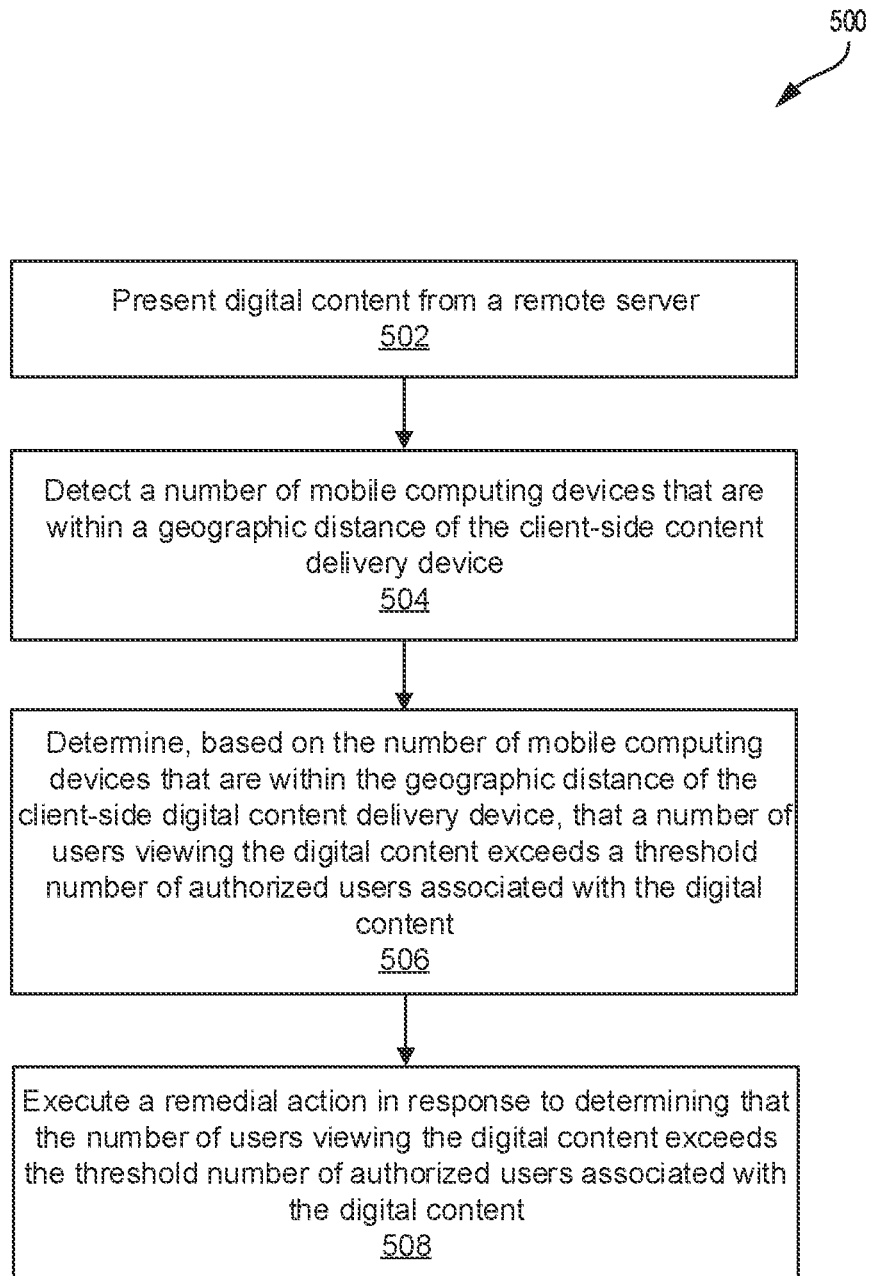 500
Present digital content from a remote server
502
Detect a number of mobile computing devices that are
within a geographic distance of the client-side content
delivery device
504
Determine, based on the number of mobile computing
devices that are within the geographic distance of the
client-side digital content delivery device, that a number of
users viewing the digital content exceeds a threshold
number of authorized users associated with the digital
content
506
Execute a remedial action in response to determining that
the number of users viewing the digital content exceeds
the threshold number of authorized users associated with
the digital content
508